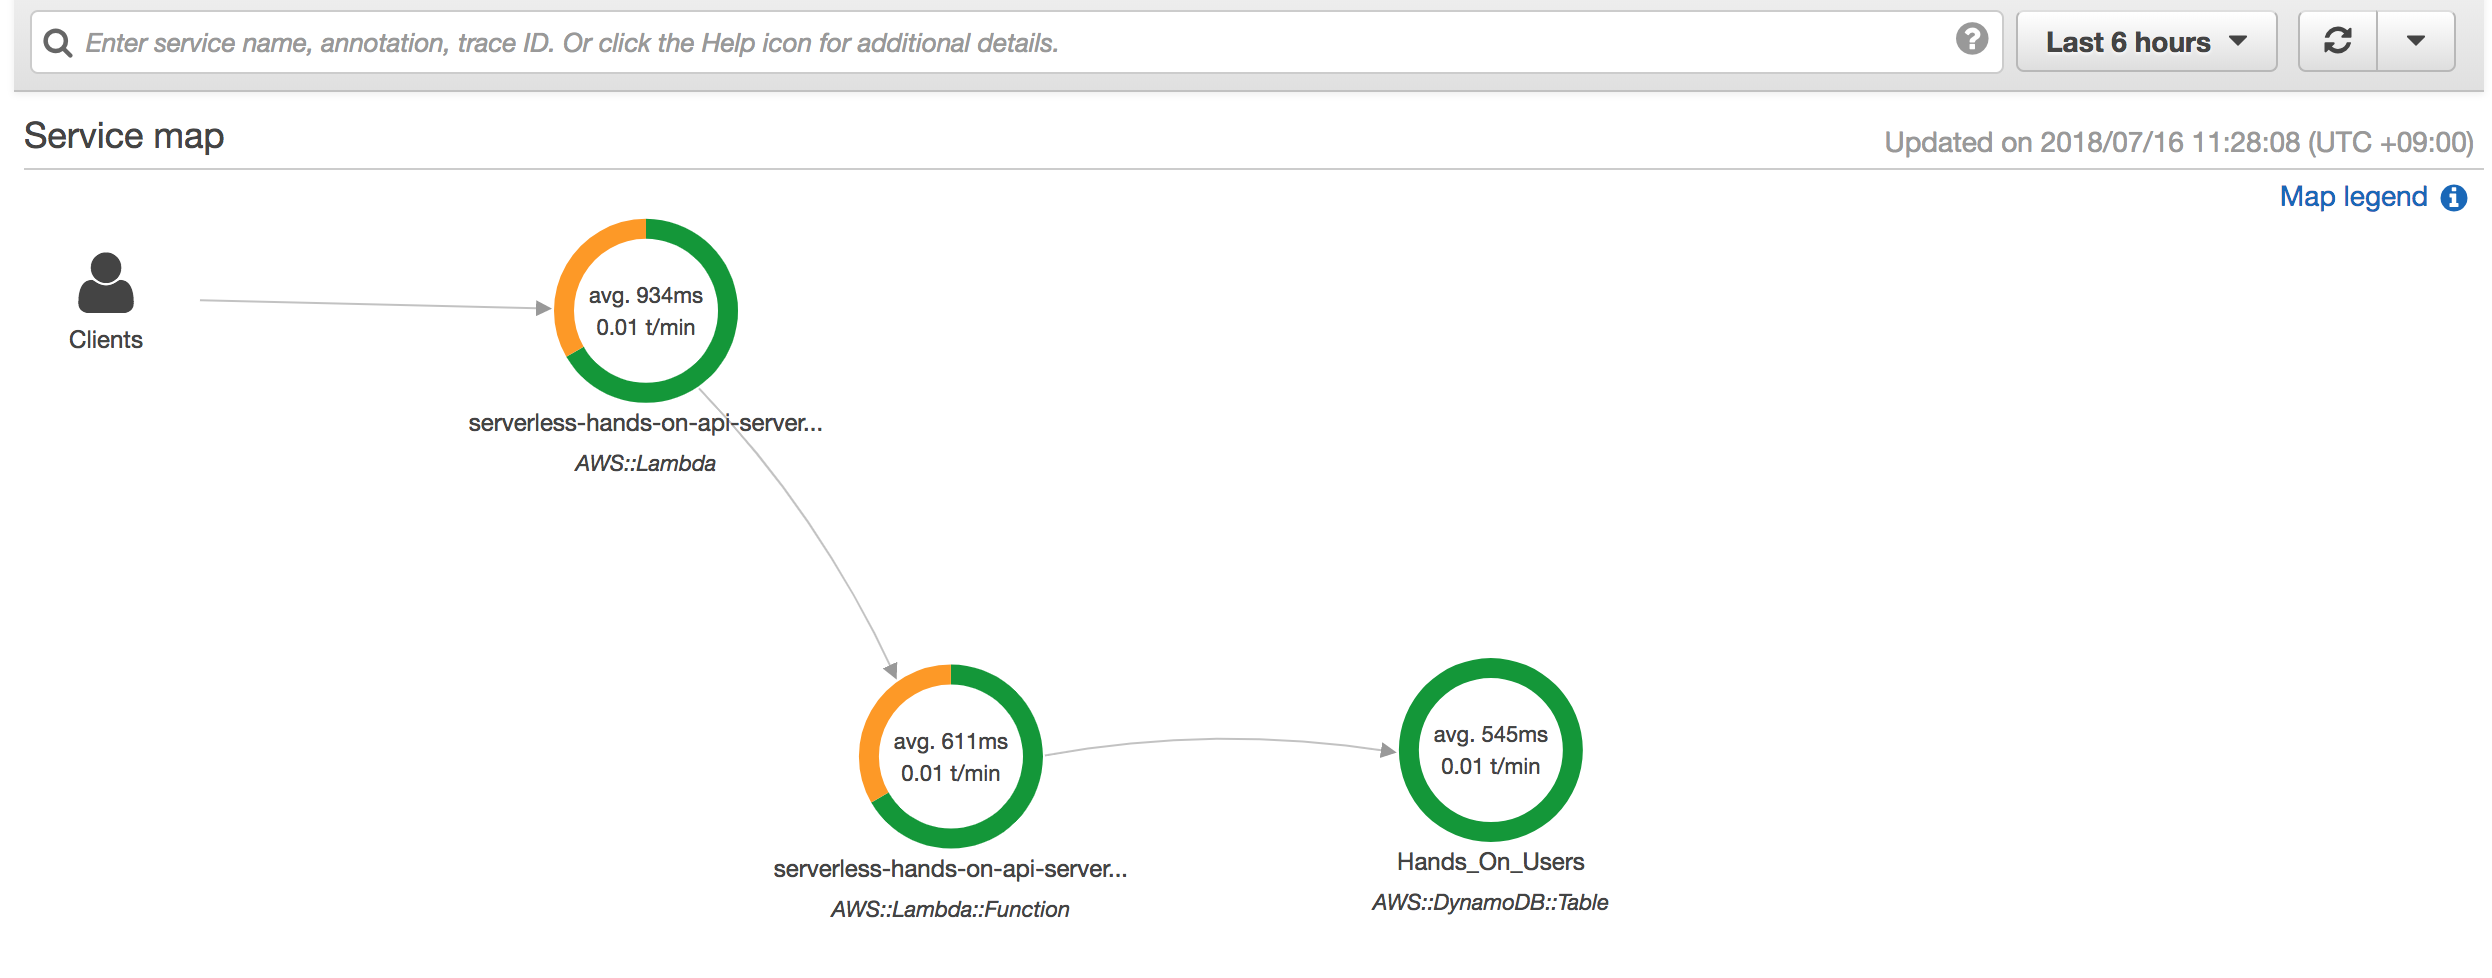 Enter service name, annotation, trace ID. Or click the Help icon for additional details.
?
Last 6 hours
Service map
Updated on 2018/07/16 11:28:08 (UTC +09:00)
Map legend i
Clients
avg. 934ms
0.01 t/min
serverless-hands-on-api-server...
AWS::Lambda
avg. 611ms
0.01 t/min
serverless-hands-on-api-server...
AWS::Lambda::Function
avg. 545ms
0.01 t/min
Hands_On_Users
AWS::DynamoDB::Table